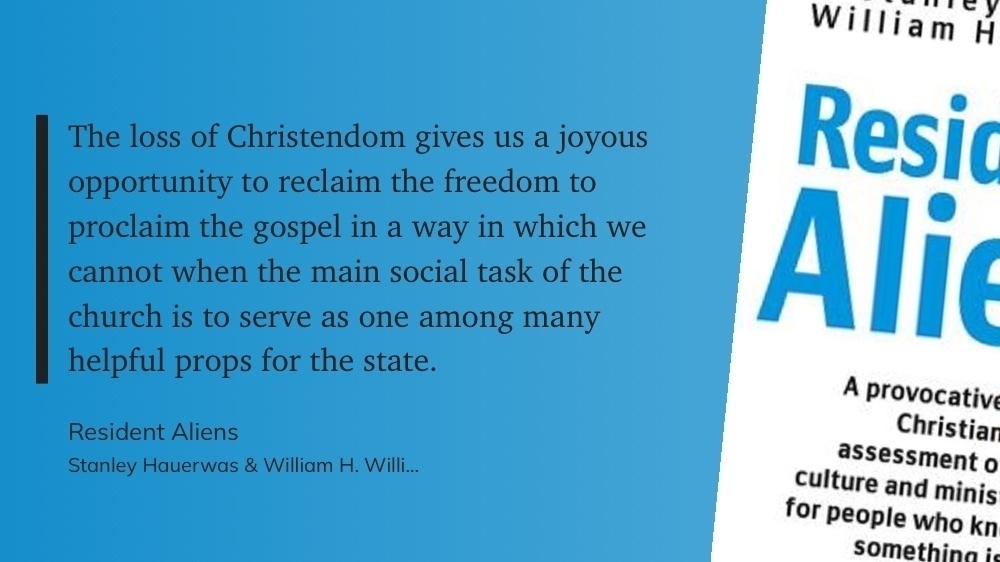 The loss of Christendom gives us a joyous
opportunity to reclaim the freedom to
proclaim the gospel in a way in which we
cannot when the main social task of the
church is to serve as one among many
helpful props for the state.
Resident Aliens
Stanley Hauerwas & William H. Willi...
William H
Resid
Alie
A provocative
Christian
assessment o
culture and minis
for people who kn
something is